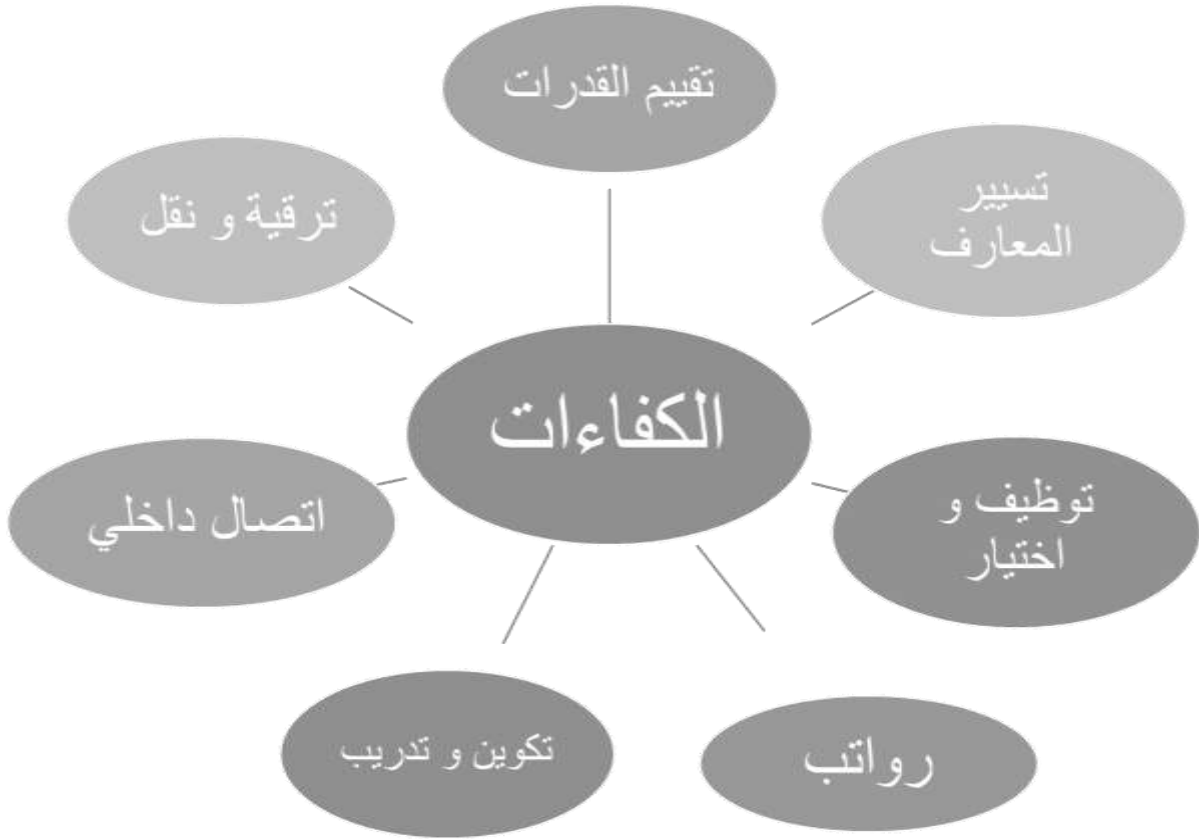 تقييم القدرات
تسيير
المعارف
ترقية و نقل
الكفاءات
توظيف و
اختيار
اتصال داخلي
تكوين و تدريب
رواتب